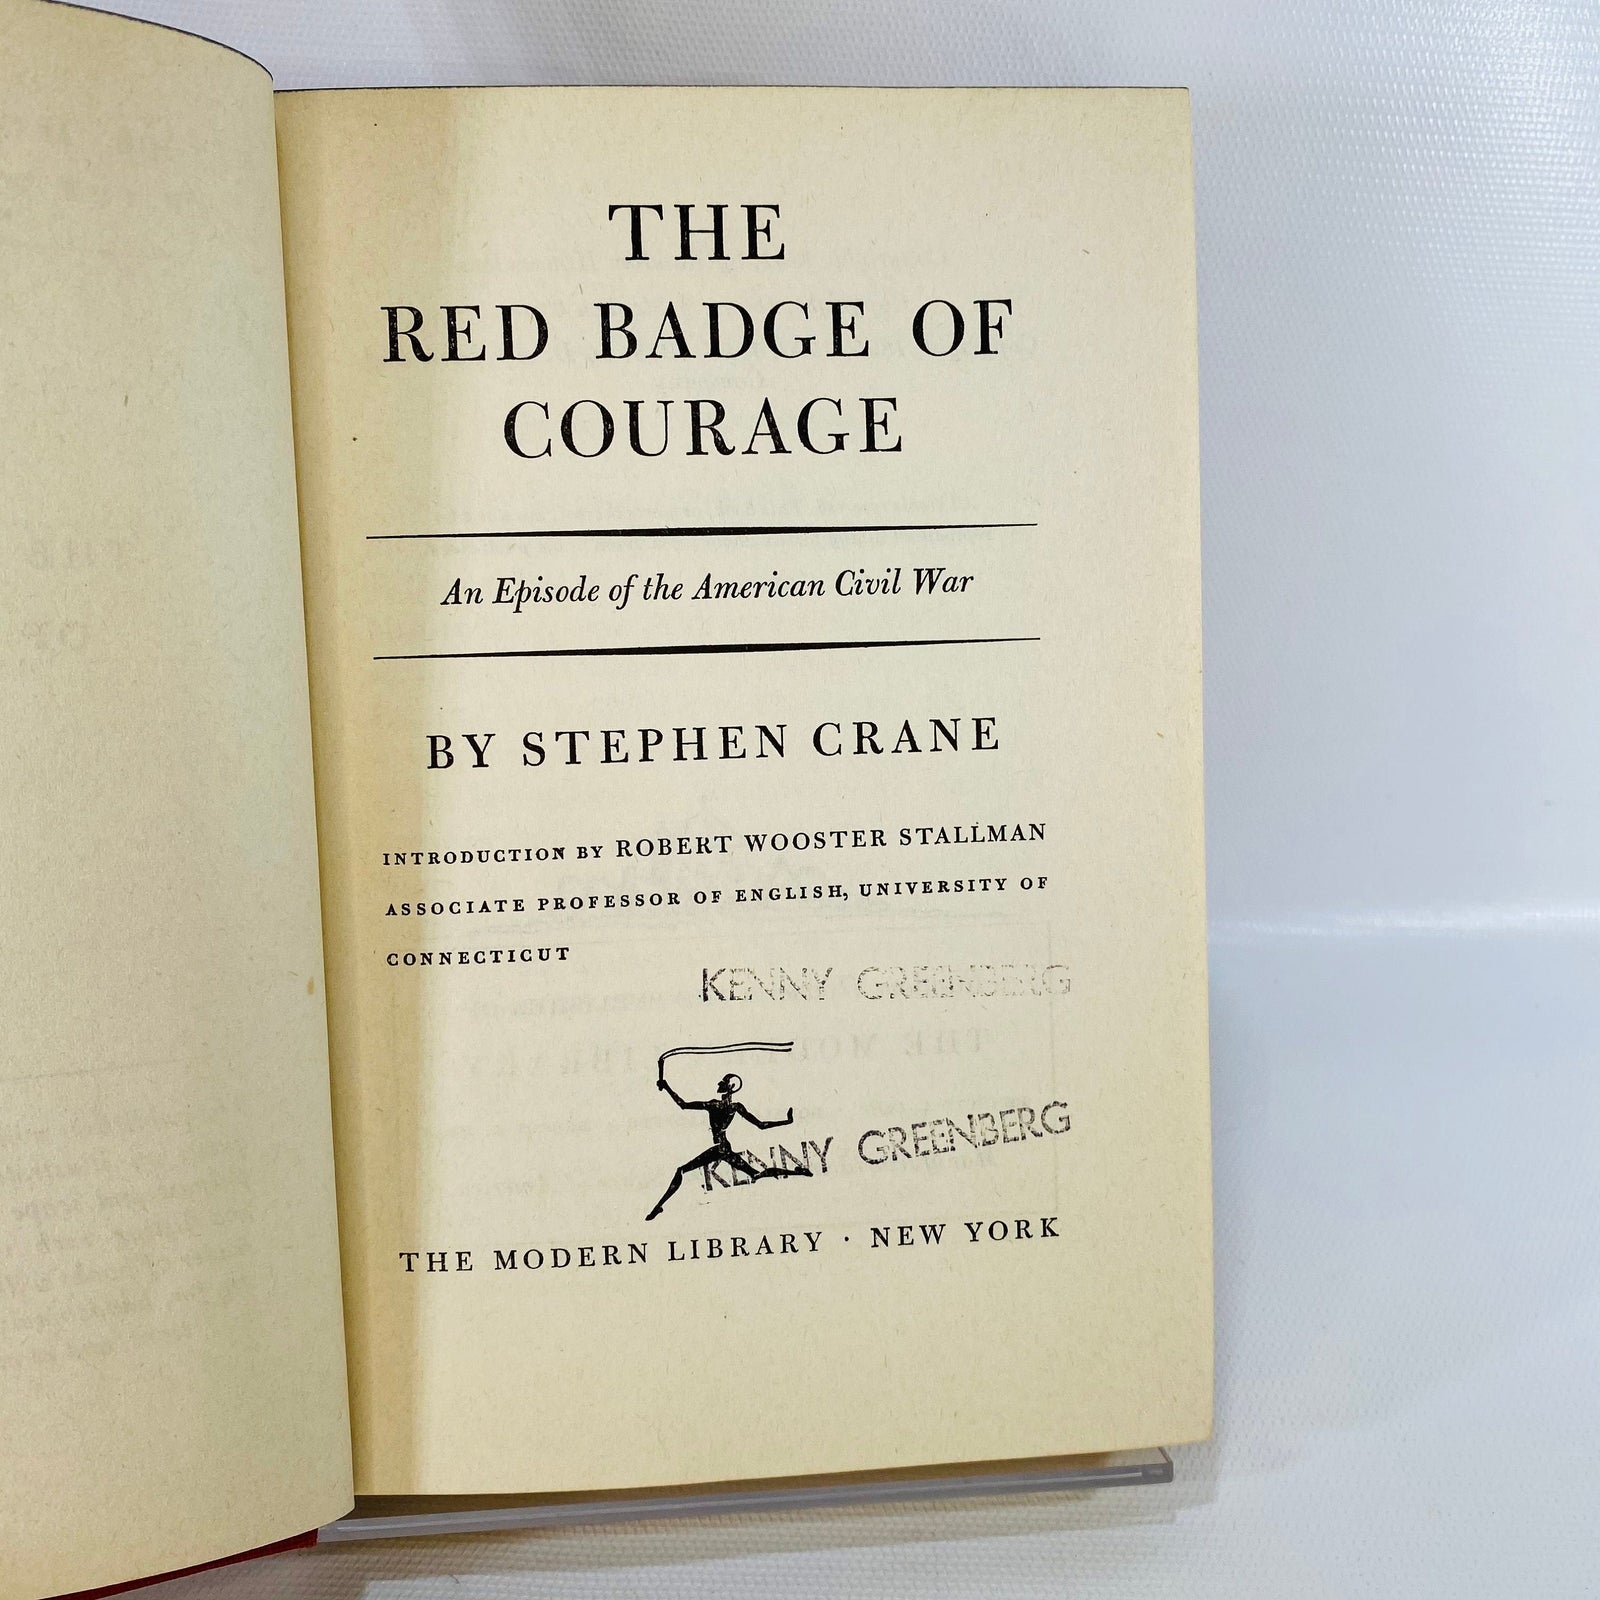 THE
RED BADGE OF
COURAGE
An Episode of the American Civil War
BY STEPHEN CRANE
INTRODUCTION BY ROBERT WOOSTER STALLMAN
ASSOCIATE PROFESSOR OF ENGLISH, UNIVERSITY OF
CONNECTICUT
KENNY GREENBERG
KENNY GREENBERG
THE MODERN LIBRARY · NEW YORK